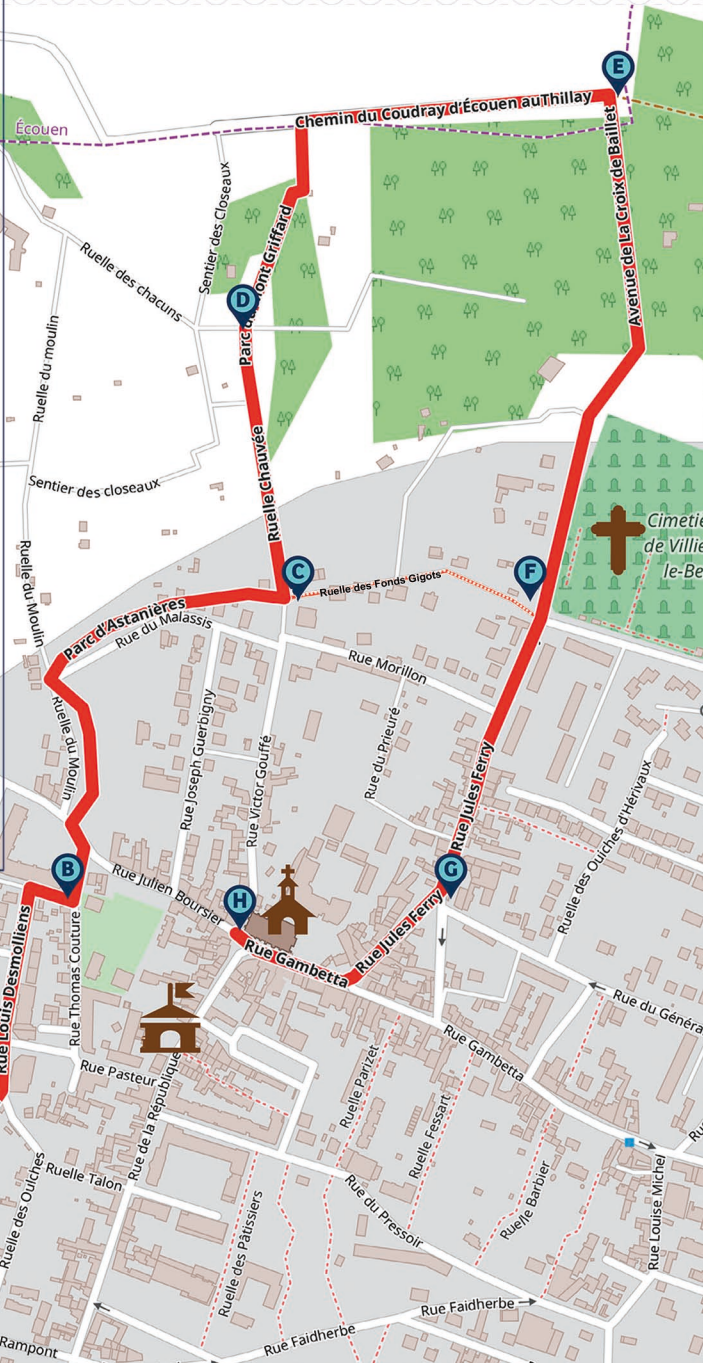 E
Chemin du Coudray d'Écouen auThillay
Écouen
Sentier des Closeaux
Avenue de La Croix de Baillet
Ruelle des chacuns
Parc du Mont Griffard
D
Ruelle du moulin
Ruelle Chauvée
Sentier des closeaux
Cimetiè
de Villie
le-Be
Ruelle du Moulin
C
F
Ruelle des Fonds Gigots
Parc d'Astanières
Rue du Malassis
Rue Morillon
Ruelle du Moulin
Rue Joseph Guerbigny
Rue Victor Gouffé
Rue du Prieuré
Rue Jules Ferry
Ruelle des Ouiches d'Hérivaux
B
Rue Julien Boursier
H
G
Rue Jules Ferry
Rue Gambetta
Rue Louis Desmolliens
Rue Thomas Couture
Rue du Généra
Rue Gambetta
Rue Pasteur
Rue de la République
Ruelle Parizet
Ruelle Fessart
Ruelle Barbier
Ru
Rue Louise Michel
Ruelle Talon
Ruelle des Oulches
Rue du Pressoir
Ruelle des Pâtissiers
Rue Faidherbe
Rue Faidherbe
Rampont